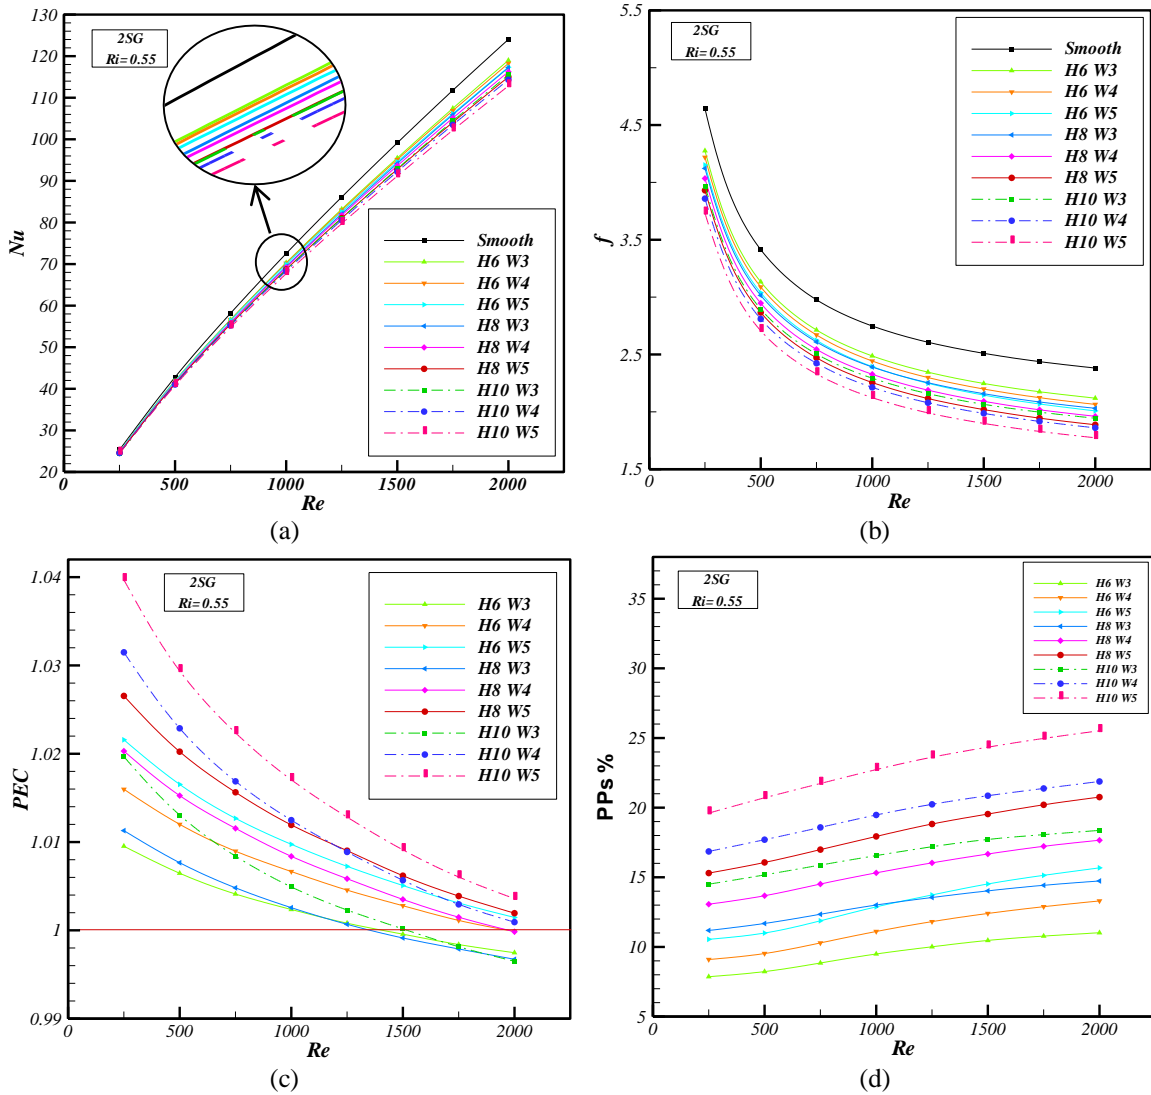 130
120
110
100
90
80
70
60
50
40
30
20
Nu
2SG
Ri=0.55
Smooth
H6 W3
H6 W4
H6 W5
H8 W3
H8 W4
H8 W5
H10 W3
H10 W4
H10 W5
0 500 1000 1500 2000
Re
(a)
5.5
4.5
3.5
2.5
1.5
f
2SG
Ri=0.55
Smooth
H6 W3
H6 W4
H6 W5
H8 W3
H8 W4
H8 W5
H10 W3
H10 W4
H10 W5
0 500 1000 1500 2000
Re
(b)
1.04
1.03
1.02
1.01
1
0.99
PEC
2SG
Ri=0.55
H6 W3
H6 W4
H6 W5
H8 W3
H8 W4
H8 W5
H10 W3
H10 W4
H10 W5
0 500 1000 1500 2000
Re
(c)
35
30
25
20
15
10
5
PPs %
2SG
Ri=0.55
H6 W3
H6 W4
H6 W5
H8 W3
H8 W4
H8 W5
H10 W3
H10 W4
H10 W5
0 500 1000 1500 2000
Re
(d)